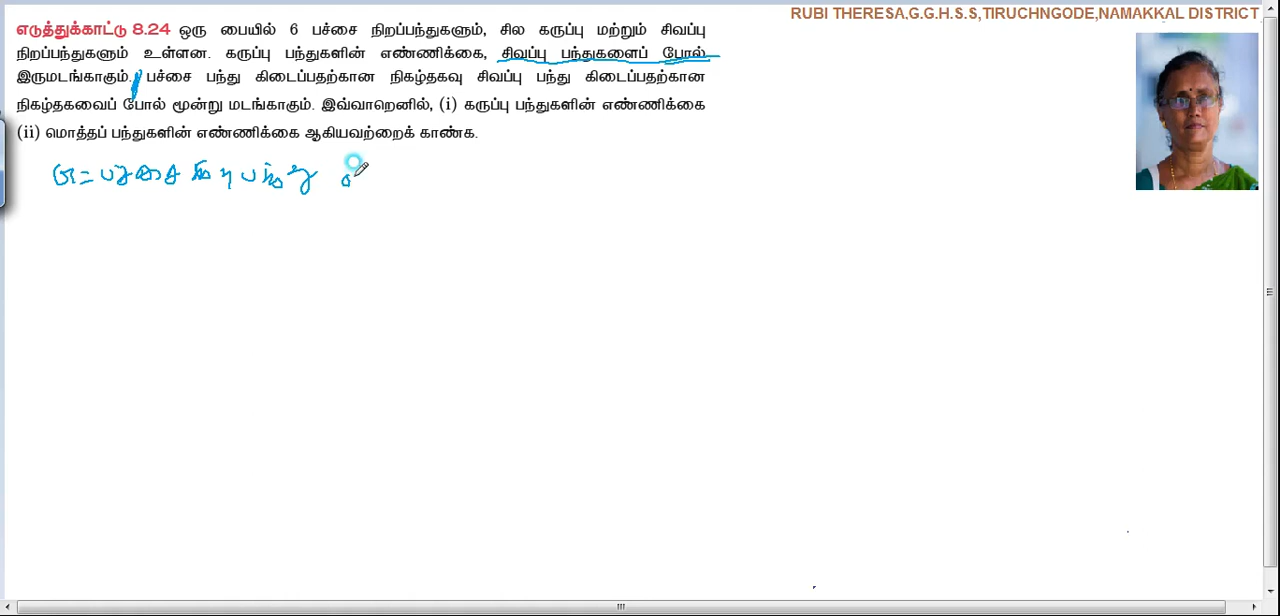 RUBI THERESA,G.G.H.S.S,TIRUCHNGODE,NAMAKKAL DISTRICT
எடுத்துக்காட்டு 8.24 ஒரு பையில் 6 பச்சை நிறப்பந்துகளும், சில கருப்பு மற்றும் சிவப்பு
நிறப்பந்துகளும் உள்ளன. கருப்பு பந்துகளின் எண்ணிக்கை, சிவப்பு பந்துகளைப் போல்
இருமடங்காகும். பச்சை பந்து கிடைப்பதற்கான நிகழ்தகவு சிவப்பு பந்து கிடைப்பதற்கான
நிகழ்தகவைப் போல் மூன்று மடங்காகும். இவ்வாறெனில், (i) கருப்பு பந்துகளின் எண்ணிக்கை
(ii) மொத்தப் பந்துகளின் எண்ணிக்கை ஆகியவற்றைக் காண்க.